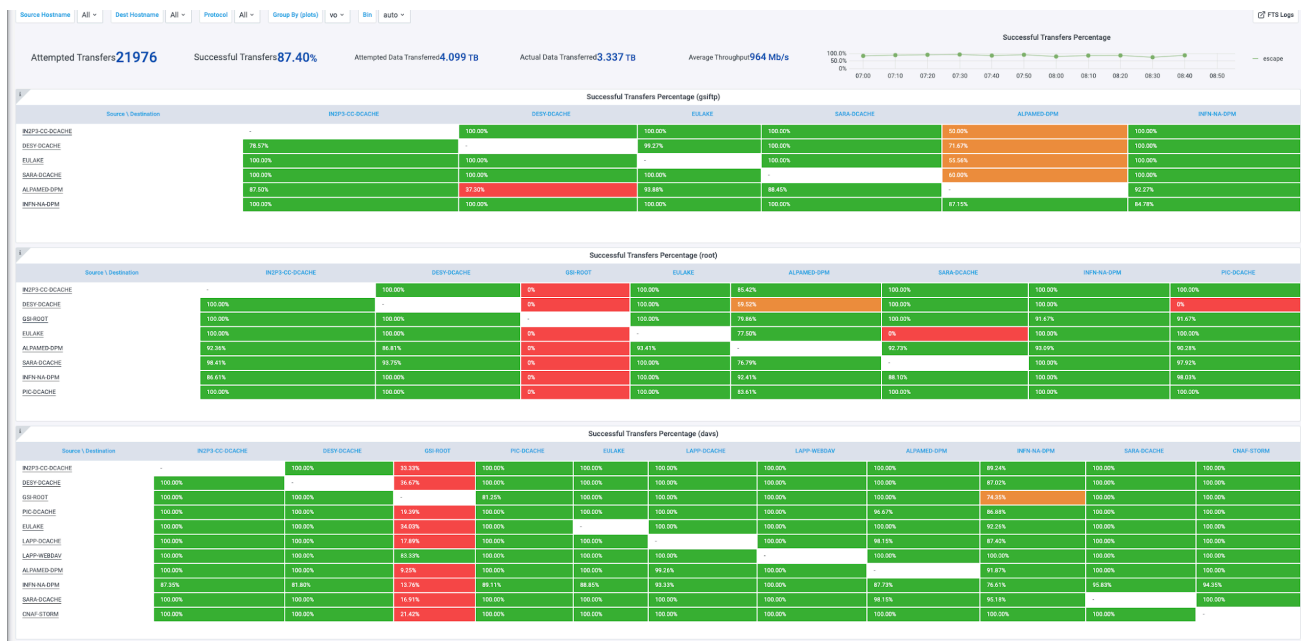 Source Hostname All Dest Hostname All Protocol All Group By (plots) vo Bin auto FTS Logs
Attempted Transfers 21976 Successful Transfers 87.40% Attempted Data Transferred 4.099 TB Actual Data Transferred 3.337 TB Average Throughput 964 Mb/s
Successful Transfers Percentage
100.0%
50.0%
0%
07:00 07:10 07:20 07:30 07:40 07:50 08:00 08:10 08:20 08:30 08:40 08:50
escape
Successful Transfers Percentage (gsiftp)
Source \ Destination IN2P3-CC-DCACHE DESY-DCACHE EULAKE SARA-DCACHE ALPAMED-DPM INFN-NA-DPM
IN2P3-CC-DCACHE - 100.00% 100.00% 100.00% 50.00% 100.00%
DESY-DCACHE 78.57% - 99.27% 100.00% 71.67% 100.00%
EULAKE 100.00% 100.00% - 100.00% 55.56% 100.00%
SARA-DCACHE 100.00% 100.00% 100.00% - 60.00% 100.00%
ALPAMED-DPM 87.50% 37.30% 93.88% 88.45% - 92.27%
INFN-NA-DPM 100.00% 100.00% 100.00% 100.00% 87.15% 84.78%
Successful Transfers Percentage (root)
Source \ Destination IN2P3-CC-DCACHE DESY-DCACHE GSI-ROOT EULAKE ALPAMED-DPM SARA-DCACHE INFN-NA-DPM PIC-DCACHE
IN2P3-CC-DCACHE - 100.00% 0% 100.00% 85.42% 100.00% 100.00% 100.00%
DESY-DCACHE 100.00% - 0% 100.00% 59.52% 100.00% 100.00% 0%
GSI-ROOT 100.00% 100.00% - 100.00% 79.86% 100.00% 91.67% 91.67%
EULAKE 100.00% 100.00% 0% - 77.50% 0% 100.00% 100.00%
ALPAMED-DPM 92.36% 86.81% 0% 93.41% - 92.73% 93.09% 90.28%
SARA-DCACHE 98.41% 93.75% 0% 100.00% 76.79% - 100.00% 97.92%
INFN-NA-DPM 86.61% 100.00% 0% 92.41% 100.00% 88.10% 100.00% 98.03%
PIC-DCACHE 100.00% 100.00% 0% 100.00% 83.61% 100.00% 100.00% 100.00%
Successful Transfers Percentage (davs)
Source \ Destination IN2P3-CC-DCACHE DESY-DCACHE GSI-ROOT PIC-DCACHE EULAKE LAPP-DCACHE LAPP-WEBDAV ALPAMED-DPM INFN-NA-DPM SARA-DCACHE CNAF-STORM
IN2P3-CC-DCACHE - 100.00% 33.33% 100.00% 100.00% 100.00% 100.00% 100.00% 89.24% 100.00% 100.00%
DESY-DCACHE 100.00% - 36.67% 100.00% 100.00% 100.00% 100.00% 100.00% 87.02% 100.00% 100.00%
GSI-ROOT 100.00% 100.00% - 81.25% 100.00% 100.00% 100.00% 100.00% 74.35% 100.00% 100.00%
PIC-DCACHE 100.00% 100.00% 19.39% 100.00% 100.00% 100.00% 100.00% 96.67% 86.68% 100.00% 100.00%
EULAKE 100.00% 100.00% 34.03% 100.00% - 100.00% 100.00% 100.00% 92.26% 100.00% 100.00%
LAPP-DCACHE 100.00% 100.00% 17.89% 100.00% 100.00% - 100.00% 98.15% 87.40% 100.00% 100.00%
LAPP-WEBDAV 100.00% 100.00% 83.33% 100.00% 100.00% 100.00% - 100.00% 100.00% 100.00% 100.00%
ALPAMED-DPM 100.00% 100.00% 9.25% 100.00% 100.00% 99.26% 100.00% - 91.87% 100.00% 100.00%
INFN-NA-DPM 87.35% 81.80% 13.76% 89.11% 88.85% 93.33% 100.00% 87.73% 76.61% 95.83% 94.35%
SARA-DCACHE 100.00% 100.00% 16.91% 100.00% 100.00% 100.00% 100.00% 98.15% 95.18% - 100.00%
CNAF-STORM 100.00% 100.00% 21.42% 100.00% 100.00% 100.00% 100.00% 100.00% 100.00% 100.00% -